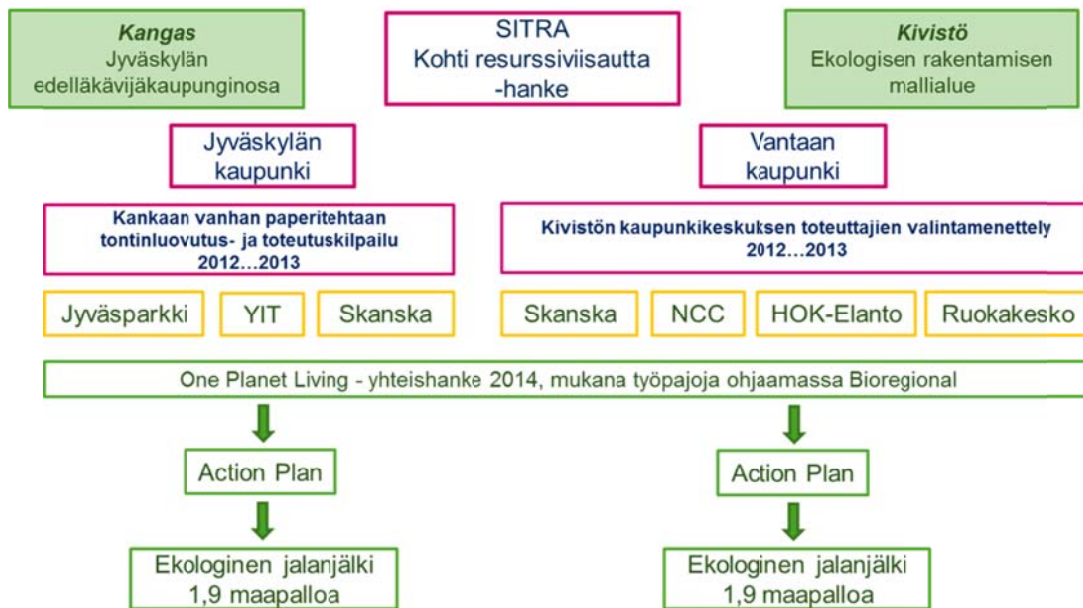 Kangas
Jyväskylän
edelläkävijäkaupunginosa
SITRA
Kohti resurssiviisautta
-hanke
Kivistö
Ekologisen rakentamisen
mallialue
Jyväskylän
kaupunki
Vantaan
kaupunki
Kankaan vanhan paperitehtaan
tontinluovutus- ja toteutuskilpailu
2012...2013
Kivistön kaupunkikeskuksen toteuttajien valintamenettely
2012...2013
Jyväsparkki
YIT
Skanska
Skanska
NCC
HOK-Elanto
Ruokakesko
One Planet Living - yhteishanke 2014, mukana työpajoja ohjaamassa Bioregional
Action Plan
Action Plan
Ekologinen jalanjälki
1,9 maapalloa
Ekologinen jalanjälki
1,9 maapalloa